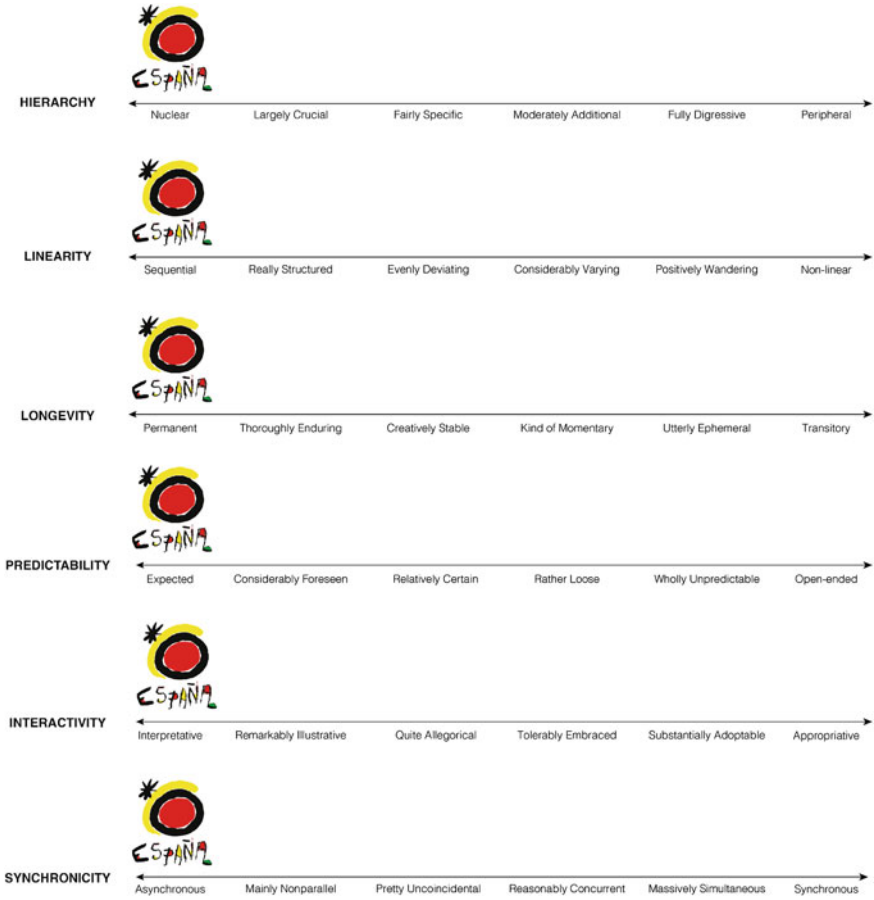 ESPAÑA
HIERARCHY
Nuclear Largely Crucial Fairly Specific Moderately Additional Fully Digressive Peripheral
ESPAÑA
LINEARITY
Sequential Really Structured Evenly Deviating Considerably Varying Positively Wandering Non-linear
ESPAÑA
LONGEVITY
Permanent Thoroughly Enduring Creatively Stable Kind of Momentary Utterly Ephemeral Transitory
ESPAÑA
PREDICTABILITY
Expected Considerably Foreseen Relatively Certain Rather Loose Wholly Unpredictable Open-ended
ESPAÑA
INTERACTIVITY
Interpretative Remarkably Illustrative Quite Allegorical Tolerably Embraced Substantially Adoptable Appropriative
ESPAÑA
SYNCHRONICITY
Asynchronous Mainly Nonparallel Pretty Uncoincidental Reasonably Concurrent Massively Simultaneous Synchronous